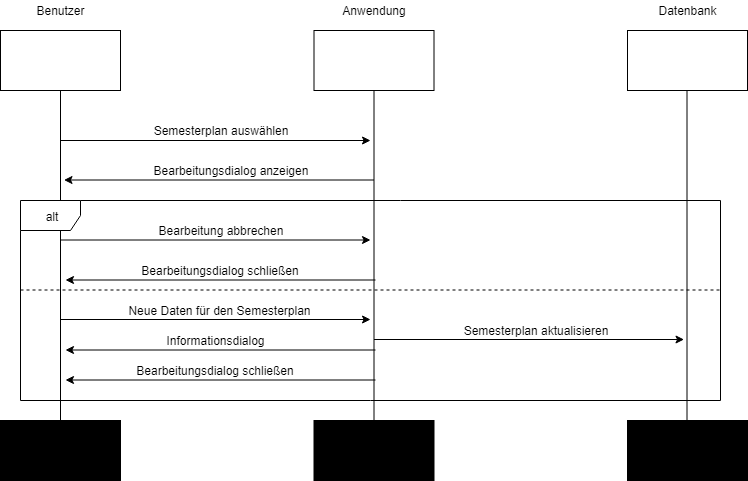 Benutzer
Anwendung
Datenbank
Semesterplan auswählen
Bearbeitungsdialog anzeigen
alt
Bearbeitung abbrechen
Bearbeitungsdialog schließen
Neue Daten für den Semesterplan
Semesterplan aktualisieren
Informationsdialog
Bearbeitungsdialog schließen